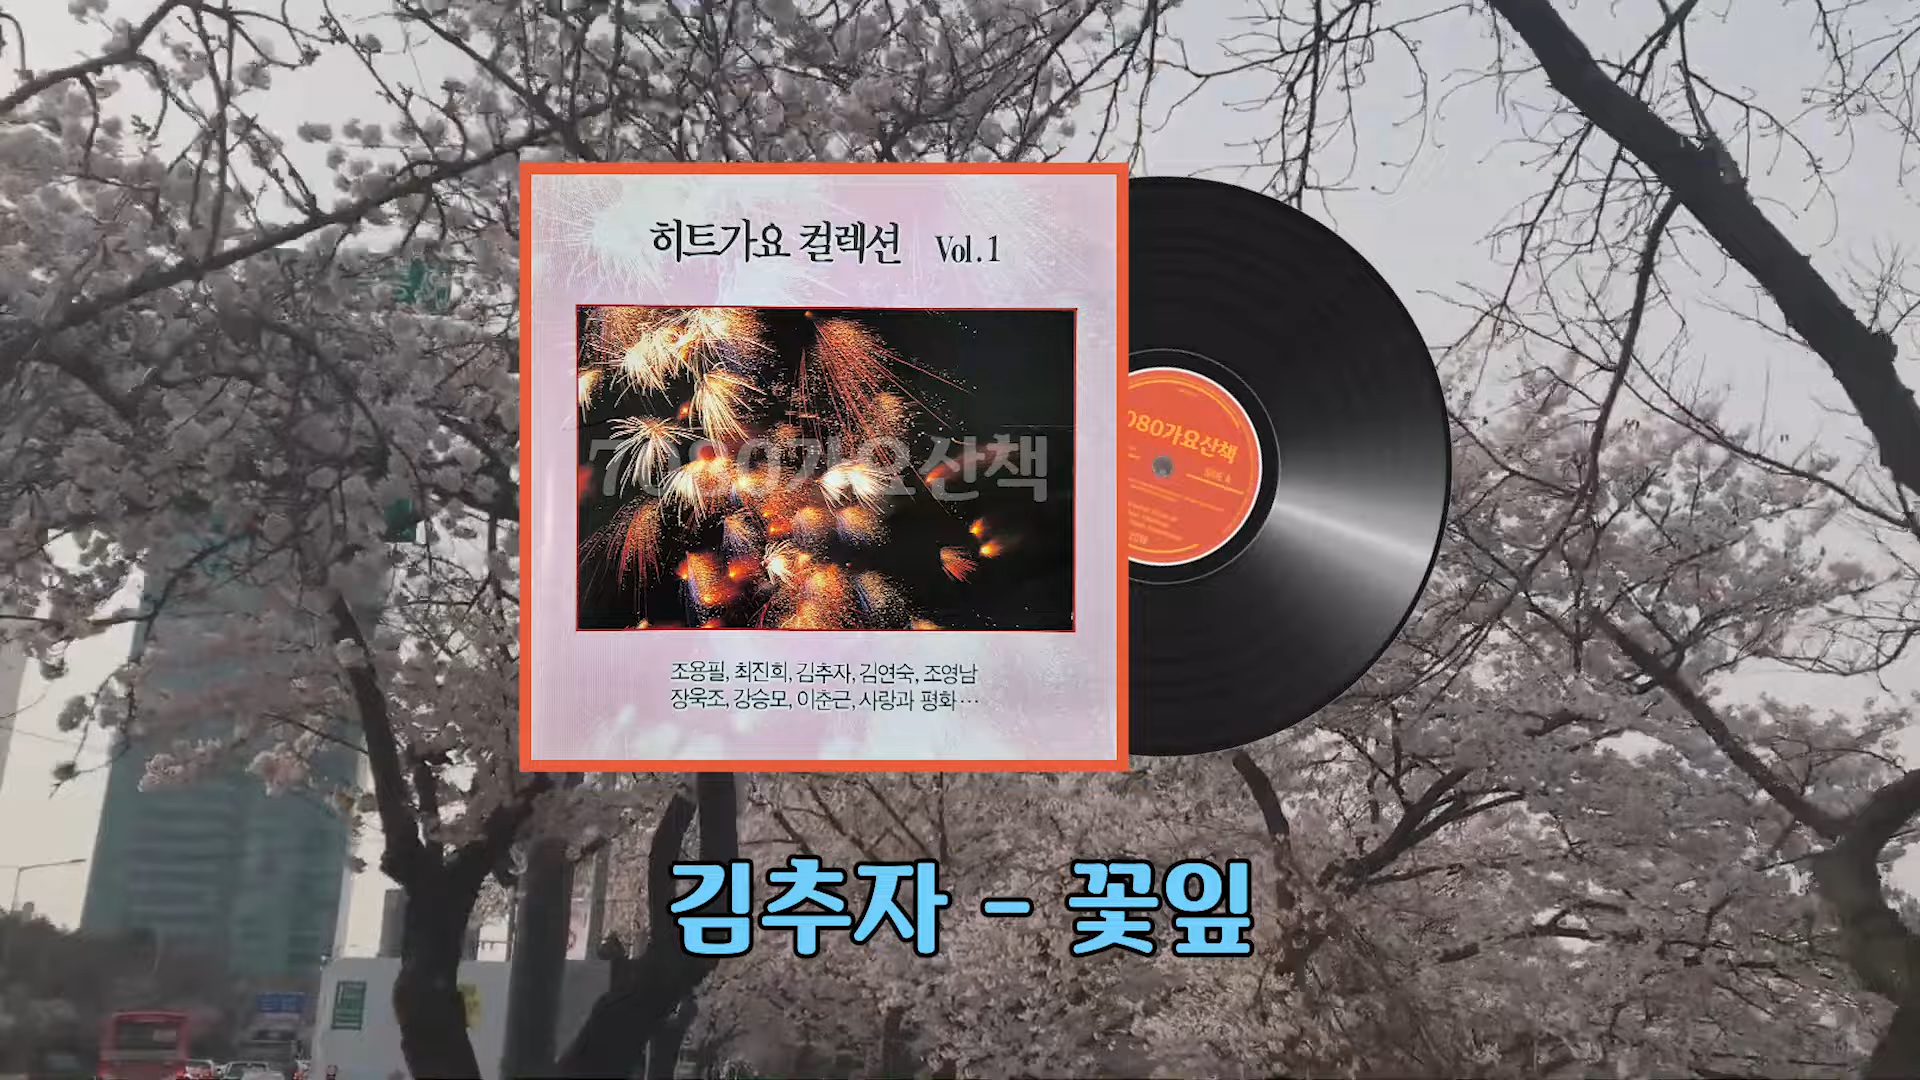 히트가요 컬렉션 Vol.1
7080가요산책
080가요산책
SIDE A
조용필, 최진희, 김추자, 김연숙, 조영남
장욱조, 강승모, 이춘근, 사랑과 평화…
김추자 - 꽃잎